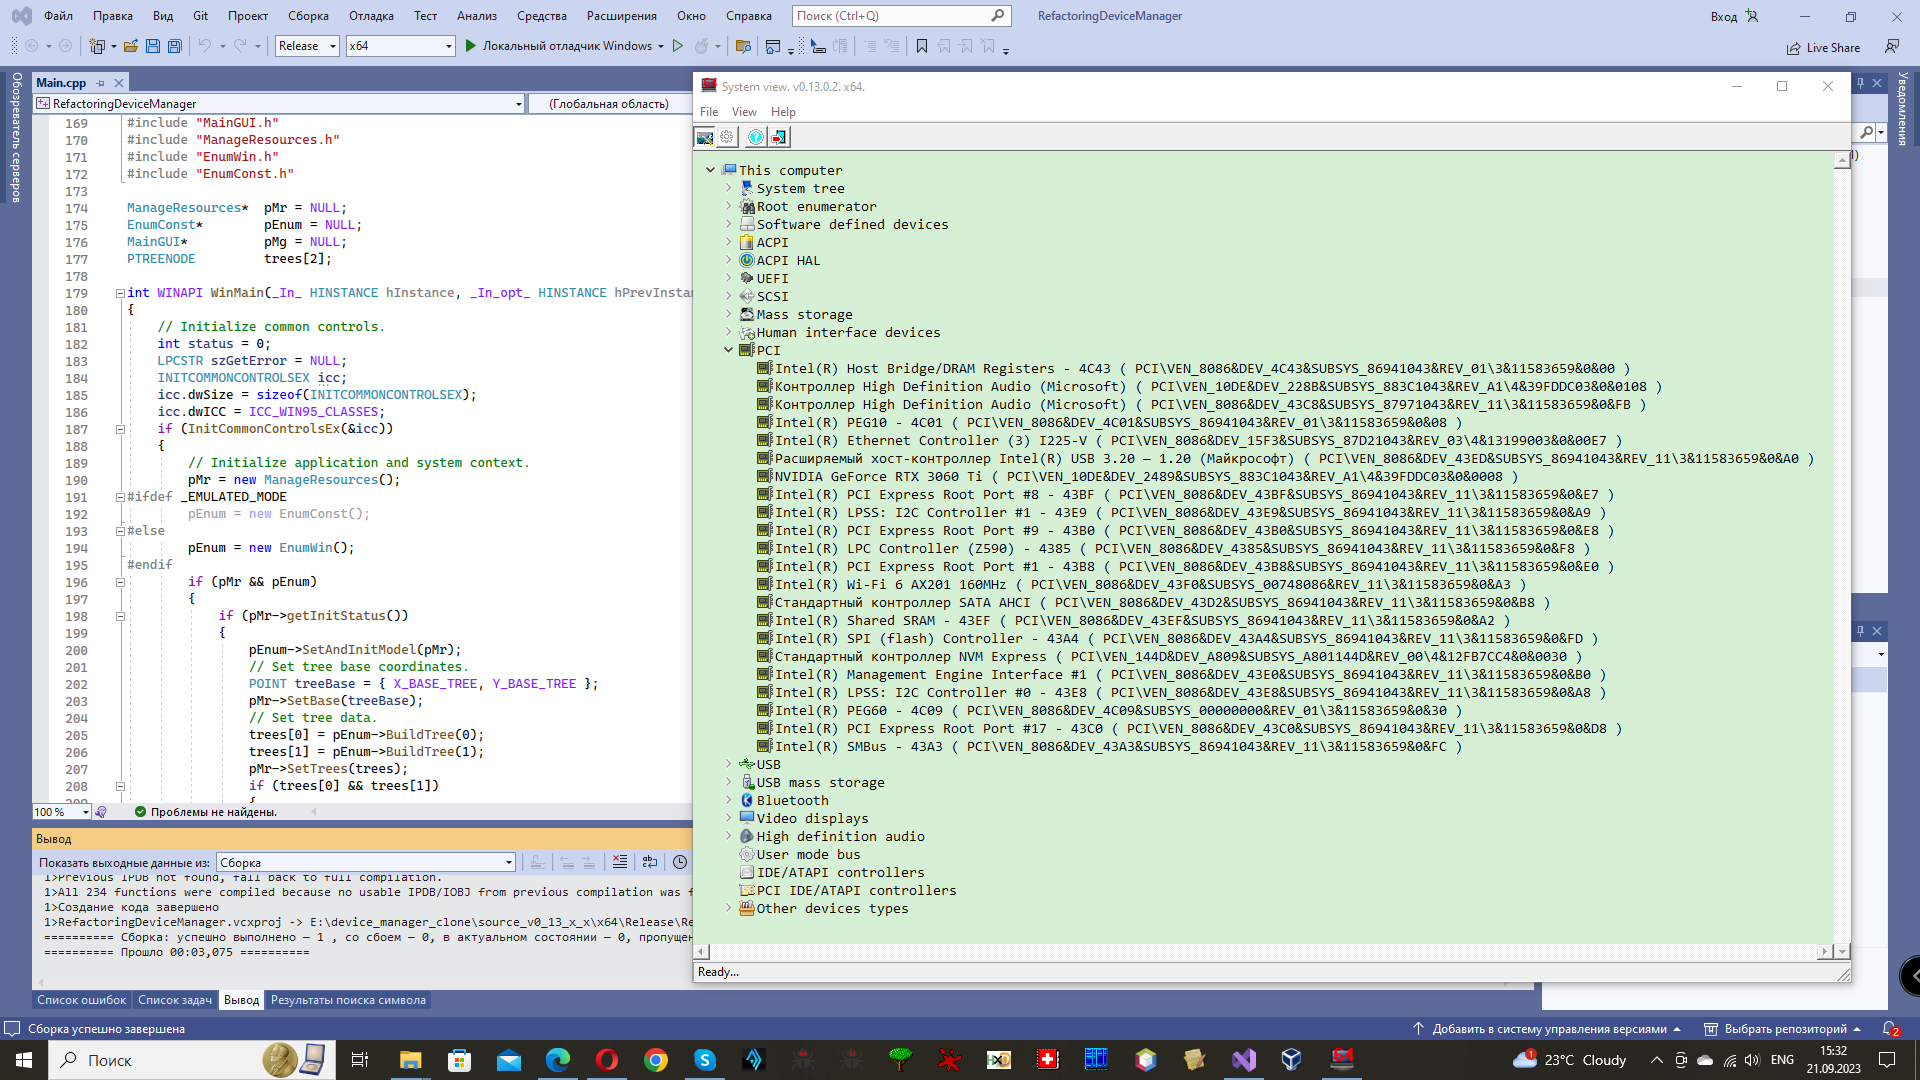 Файл Правка Вид Git Проект Сборка Отладка Тест Анализ Средства Расширения Окно Справка Поиск (Ctrl+Q) RefactoringDeviceManager Вход
Release x64 Локальный отладчик Windows Live Share
Обозреватель серверов
Уведомления
Main.cpp
RefactoringDeviceManager (Глобальная область)
169 #include "MainGUI.h"
170 #include "ManageResources.h"
171 #include "EnumWin.h"
172 #include "EnumConst.h"
173
174 ManageResources* pMr = NULL;
175 EnumConst* pEnum = NULL;
176 MainGUI* pMg = NULL;
177 PTREENODE trees[2];
178
179 int WINAPI WinMain(_In_ HINSTANCE hInstance, _In_opt_ HINSTANCE hPrevInstan
180 {
181 // Initialize common controls.
182 int status = 0;
183 LPCSTR szGetError = NULL;
184 INITCOMMONCONTROLSEX icc;
185 icc.dwSize = sizeof(INITCOMMONCONTROLSEX);
186 icc.dwICC = ICC_WIN95_CLASSES;
187 if (InitCommonControlsEx(&icc))
188 {
189 // Initialize application and system context.
190 pMr = new ManageResources();
191 #ifdef _EMULATED_MODE
192 pEnum = new EnumConst();
193 #else
194 pEnum = new EnumWin();
195 #endif
196 if (pMr && pEnum)
197 {
198 if (pMr->getInitStatus())
199 {
200 pEnum->SetAndInitModel(pMr);
201 // Set tree base coordinates.
202 POINT treeBase = { X_BASE_TREE, Y_BASE_TREE };
203 pMr->SetBase(treeBase);
204 // Set tree data.
205 trees[0] = pEnum->BuildTree(0);
206 trees[1] = pEnum->BuildTree(1);
207 pMr->SetTrees(trees);
208 if (trees[0] && trees[1])
209 {
100 % Проблемы не найдены.
Вывод
Показать выходные данные из: Сборка
1>Previous IPDB not found, fall back to full compilation.
1>All 234 functions were compiled because no usable IPDB/IOBJ from previous compilation was f
1>Создание кода завершено
1>RefactoringDeviceManager.vcxproj -> E:\device_manager_clone\source_v0_13_x_x\x64\Release\Re
========== Сборка: успешно выполнено — 1 , со сбоем — 0, в актуальном состоянии — 0, пропущен
========== Прошло 00:03,075 ==========
Список ошибок Список задач Вывод Результаты поиска символа
System view. v0.13.0.2. x64.
File View Help
This computer
System tree
Root enumerator
Software defined devices
ACPI
ACPI HAL
UEFI
SCSI
Mass storage
Human interface devices
PCI
Intel(R) Host Bridge/DRAM Registers - 4C43 ( PCI\VEN_8086&DEV_4C43&SUBSYS_86941043&REV_01\3&11583659&0&00 )
Контроллер High Definition Audio (Microsoft) ( PCI\VEN_10DE&DEV_228B&SUBSYS_883C1043&REV_A1\4&39FDDC03&0&0108 )
Контроллер High Definition Audio (Microsoft) ( PCI\VEN_8086&DEV_43C8&SUBSYS_87971043&REV_11\3&11583659&0&FB )
Intel(R) PEG10 - 4C01 ( PCI\VEN_8086&DEV_4C01&SUBSYS_86941043&REV_01\3&11583659&0&08 )
Intel(R) Ethernet Controller (3) I225-V ( PCI\VEN_8086&DEV_15F3&SUBSYS_87D21043&REV_03\4&13199003&0&00E7 )
Расширяемый хост-контроллер Intel(R) USB 3.20 — 1.20 (Майкрософт) ( PCI\VEN_8086&DEV_43ED&SUBSYS_86941043&REV_11\3&11583659&0&A0 )
NVIDIA GeForce RTX 3060 Ti ( PCI\VEN_10DE&DEV_2489&SUBSYS_883C1043&REV_A1\4&39FDDC03&0&0008 )
Intel(R) PCI Express Root Port #8 - 43BF ( PCI\VEN_8086&DEV_43BF&SUBSYS_86941043&REV_11\3&11583659&0&E7 )
Intel(R) LPSS: I2C Controller #1 - 43E9 ( PCI\VEN_8086&DEV_43E9&SUBSYS_86941043&REV_11\3&11583659&0&A9 )
Intel(R) PCI Express Root Port #9 - 43B0 ( PCI\VEN_8086&DEV_43B0&SUBSYS_86941043&REV_11\3&11583659&0&E8 )
Intel(R) LPC Controller (Z590) - 4385 ( PCI\VEN_8086&DEV_4385&SUBSYS_86941043&REV_11\3&11583659&0&F8 )
Intel(R) PCI Express Root Port #1 - 43B8 ( PCI\VEN_8086&DEV_43B8&SUBSYS_86941043&REV_11\3&11583659&0&E0 )
Intel(R) Wi-Fi 6 AX201 160MHz ( PCI\VEN_8086&DEV_43F0&SUBSYS_00748086&REV_11\3&11583659&0&A3 )
Стандартный контроллер SATA AHCI ( PCI\VEN_8086&DEV_43D2&SUBSYS_86941043&REV_11\3&11583659&0&B8 )
Intel(R) Shared SRAM - 43EF ( PCI\VEN_8086&DEV_43EF&SUBSYS_86941043&REV_11\3&11583659&0&A2 )
Intel(R) SPI (flash) Controller - 43A4 ( PCI\VEN_8086&DEV_43A4&SUBSYS_86941043&REV_11\3&11583659&0&FD )
Стандартный контроллер NVM Express ( PCI\VEN_144D&DEV_A809&SUBSYS_A801144D&REV_00\4&12FB7CC4&0&0030 )
Intel(R) Management Engine Interface #1 ( PCI\VEN_8086&DEV_43E0&SUBSYS_86941043&REV_11\3&11583659&0&B0 )
Intel(R) LPSS: I2C Controller #0 - 43E8 ( PCI\VEN_8086&DEV_43E8&SUBSYS_86941043&REV_11\3&11583659&0&A8 )
Intel(R) PEG60 - 4C09 ( PCI\VEN_8086&DEV_4C09&SUBSYS_00000000&REV_01\3&11583659&0&30 )
Intel(R) PCI Express Root Port #17 - 43C0 ( PCI\VEN_8086&DEV_43C0&SUBSYS_86941043&REV_11\3&11583659&0&D8 )
Intel(R) SMBus - 43A3 ( PCI\VEN_8086&DEV_43A3&SUBSYS_86941043&REV_11\3&11583659&0&FC )
USB
USB mass storage
Bluetooth
Video displays
High definition audio
User mode bus
IDE/ATAPI controllers
PCI IDE/ATAPI controllers
Other devices types
Ready...
Сборка успешно завершена Добавить в систему управления версиями Выбрать репозиторий 2
Поиск 23°C Cloudy ENG 15:32
21.09.2023